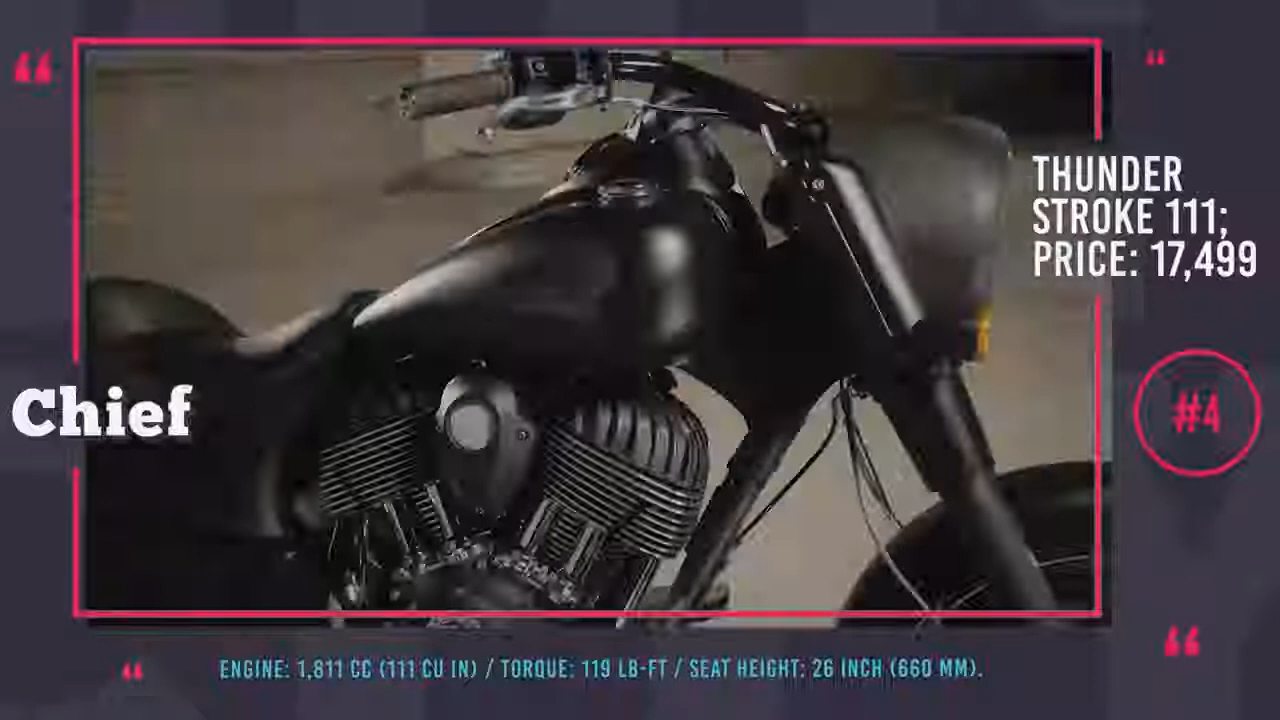 THUNDER
STROKE 111;
PRICE: 17,499
Chief
#4
ENGINE: 1,811 CC (111 CU IN) / TORQUE: 119 LB-FT / SEAT HEIGHT: 26 INCH (660 MM).